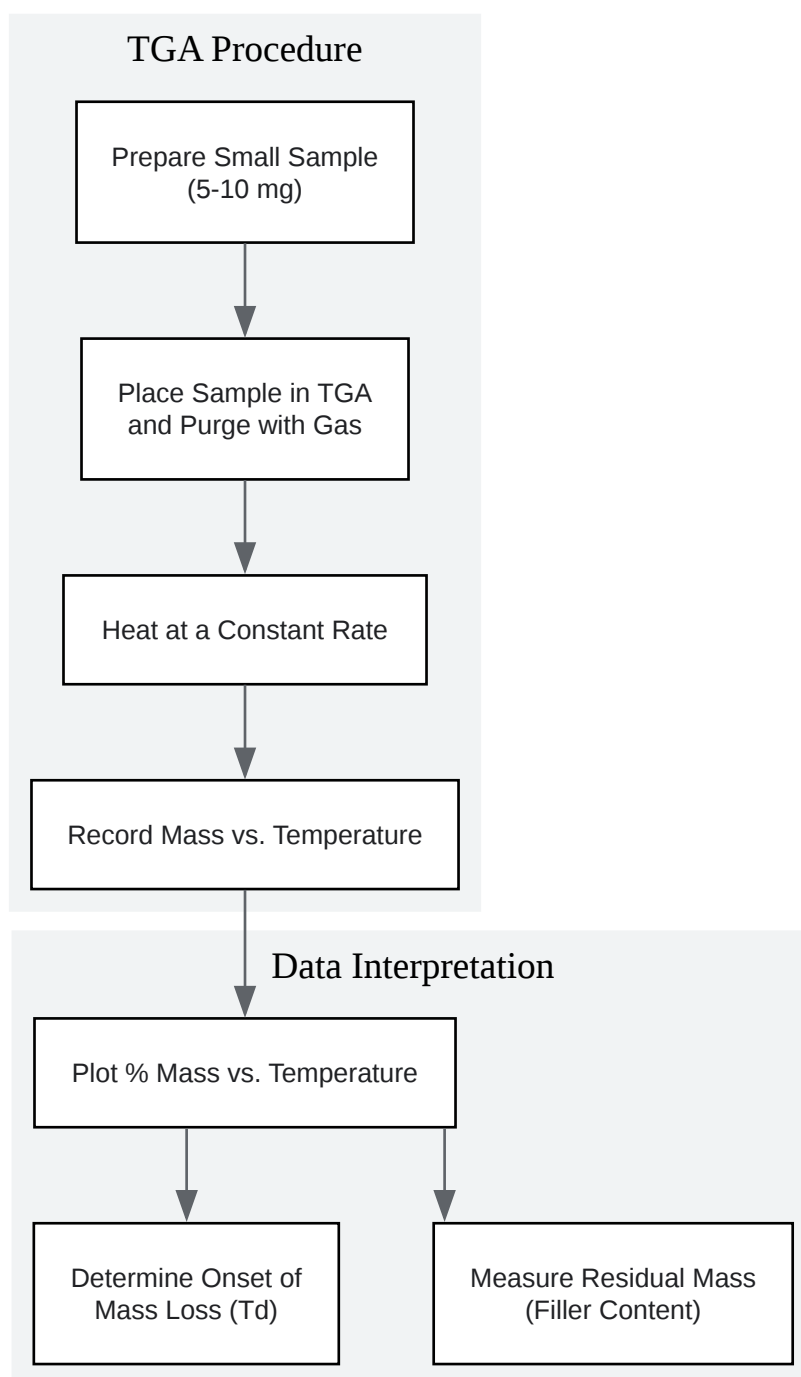 TGA Procedure
Prepare Small Sample
(5-10 mg)
Place Sample in TGA
and Purge with Gas
Heat at a Constant Rate
Record Mass vs. Temperature
Data Interpretation
Plot % Mass vs. Temperature
Determine Onset of
Mass Loss (Td)
Measure Residual Mass
(Filler Content)